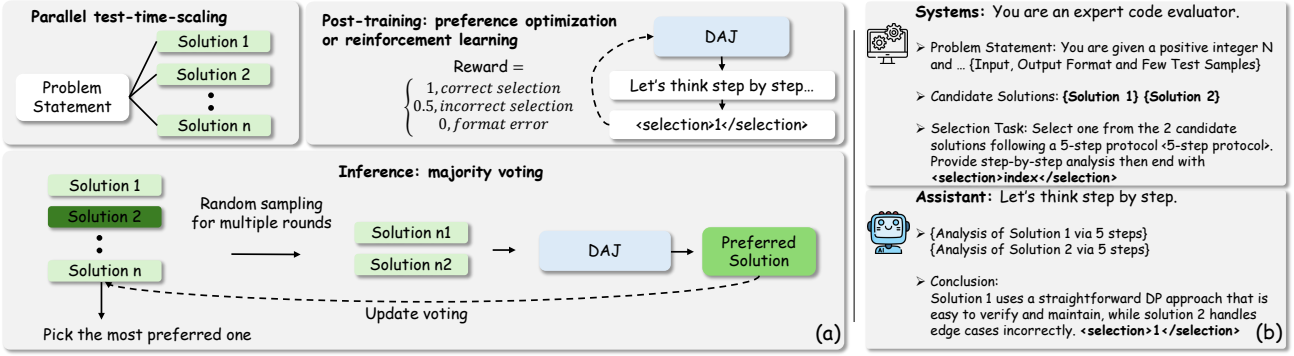 Parallel test-time-scaling
Problem
Statement
Solution 1
Solution 2
Solution n
Post-training: preference optimization
or reinforcement learning
Reward =
1, correct selection
0.5, incorrect selection
0, format error
DAJ
Let's think step by step…
<selection>1</selection>
Inference: majority voting
Solution 1
Solution 2
Solution n
Pick the most preferred one
Random sampling
for multiple rounds
Solution n1
Solution n2
DAJ
Preferred
Solution
Update voting
(a)
Systems: You are an expert code evaluator.
➢ Problem Statement: You are given a positive integer N
and … {Input, Output Format and Few Test Samples}
➢ Candidate Solutions: {Solution 1} {Solution 2}
➢ Selection Task: Select one from the 2 candidate
solutions following a 5-step protocol <5-step protocol>.
Provide step-by-step analysis then end with
<selection>index</selection>
Assistant: Let's think step by step.
AI
➢ {Analysis of Solution 1 via 5 steps}
{Analysis of Solution 2 via 5 steps}
➢ Conclusion:
Solution 1 uses a straightforward DP approach that is
easy to verify and maintain, while solution 2 handles
edge cases incorrectly. <selection>1</selection>
(b)